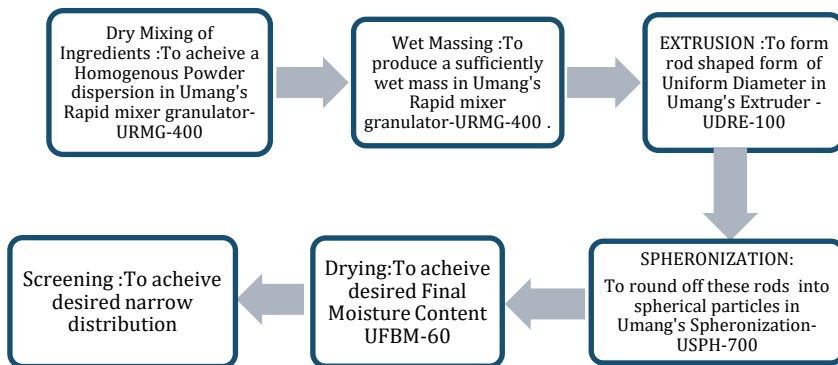 Dry Mixing of
Ingredients :To acheive a
Homogenous Powder
dispersion in Umang's
Rapid mixer granulator-
URMG-400
Wet Massing :To
produce a sufficiently
wet mass in Umang's
Rapid mixer
granulator-URMG-400 .
EXTRUSION :To form
rod shaped form of
Uniform Diameter in
Umang's Extruder -
UDRE-100
SPHERONIZATION:
To round off these rods into
spherical particles in
Umang's Spheronization-
USPH-700
Drying:To acheive
desired Final
Moisture Content
UFBM-60
Screening :To acheive
desired narrow
distribution